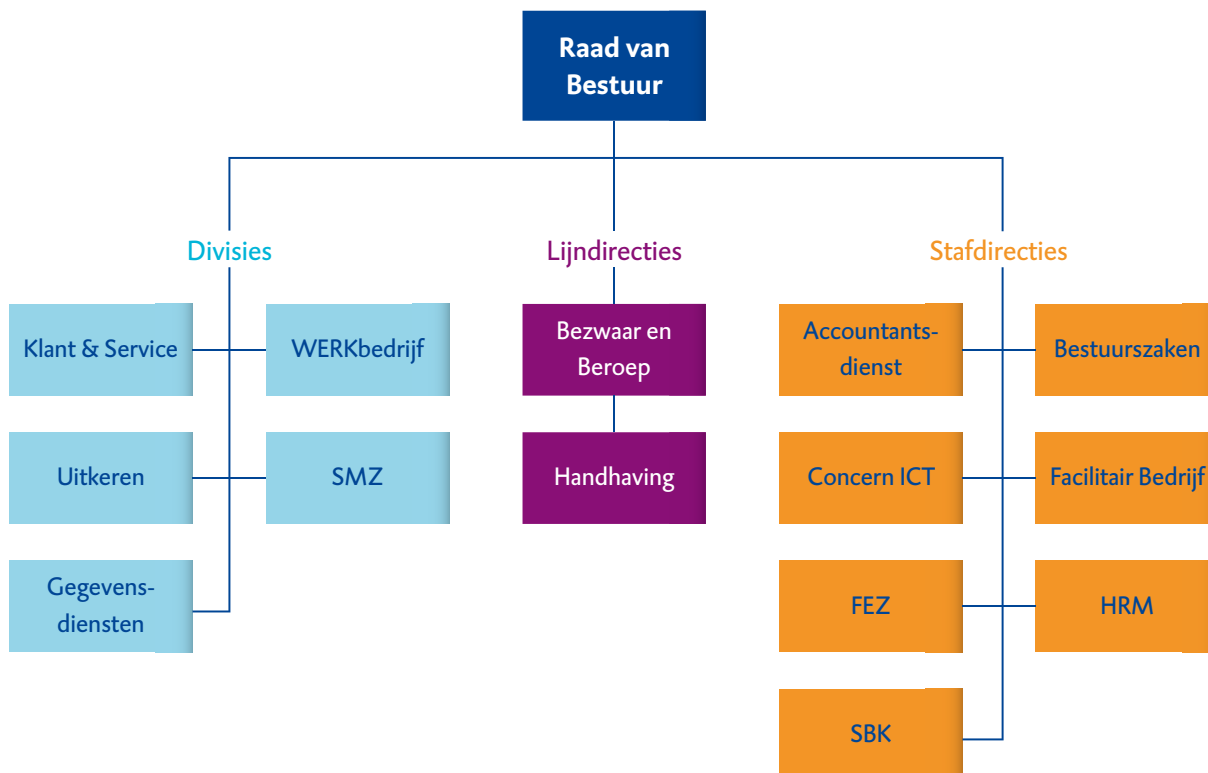 Raad van
Bestuur
Divisies
Lijndirecties
Stafdirecties
Klant & Service
WERKbedrijf
Bezwaar en
Beroep
Accountants-
dienst
Bestuurszaken
Uitkeren
SMZ
Handhaving
Concern ICT
Facilitair Bedrijf
Gegevens-
diensten
FEZ
HRM
SBK